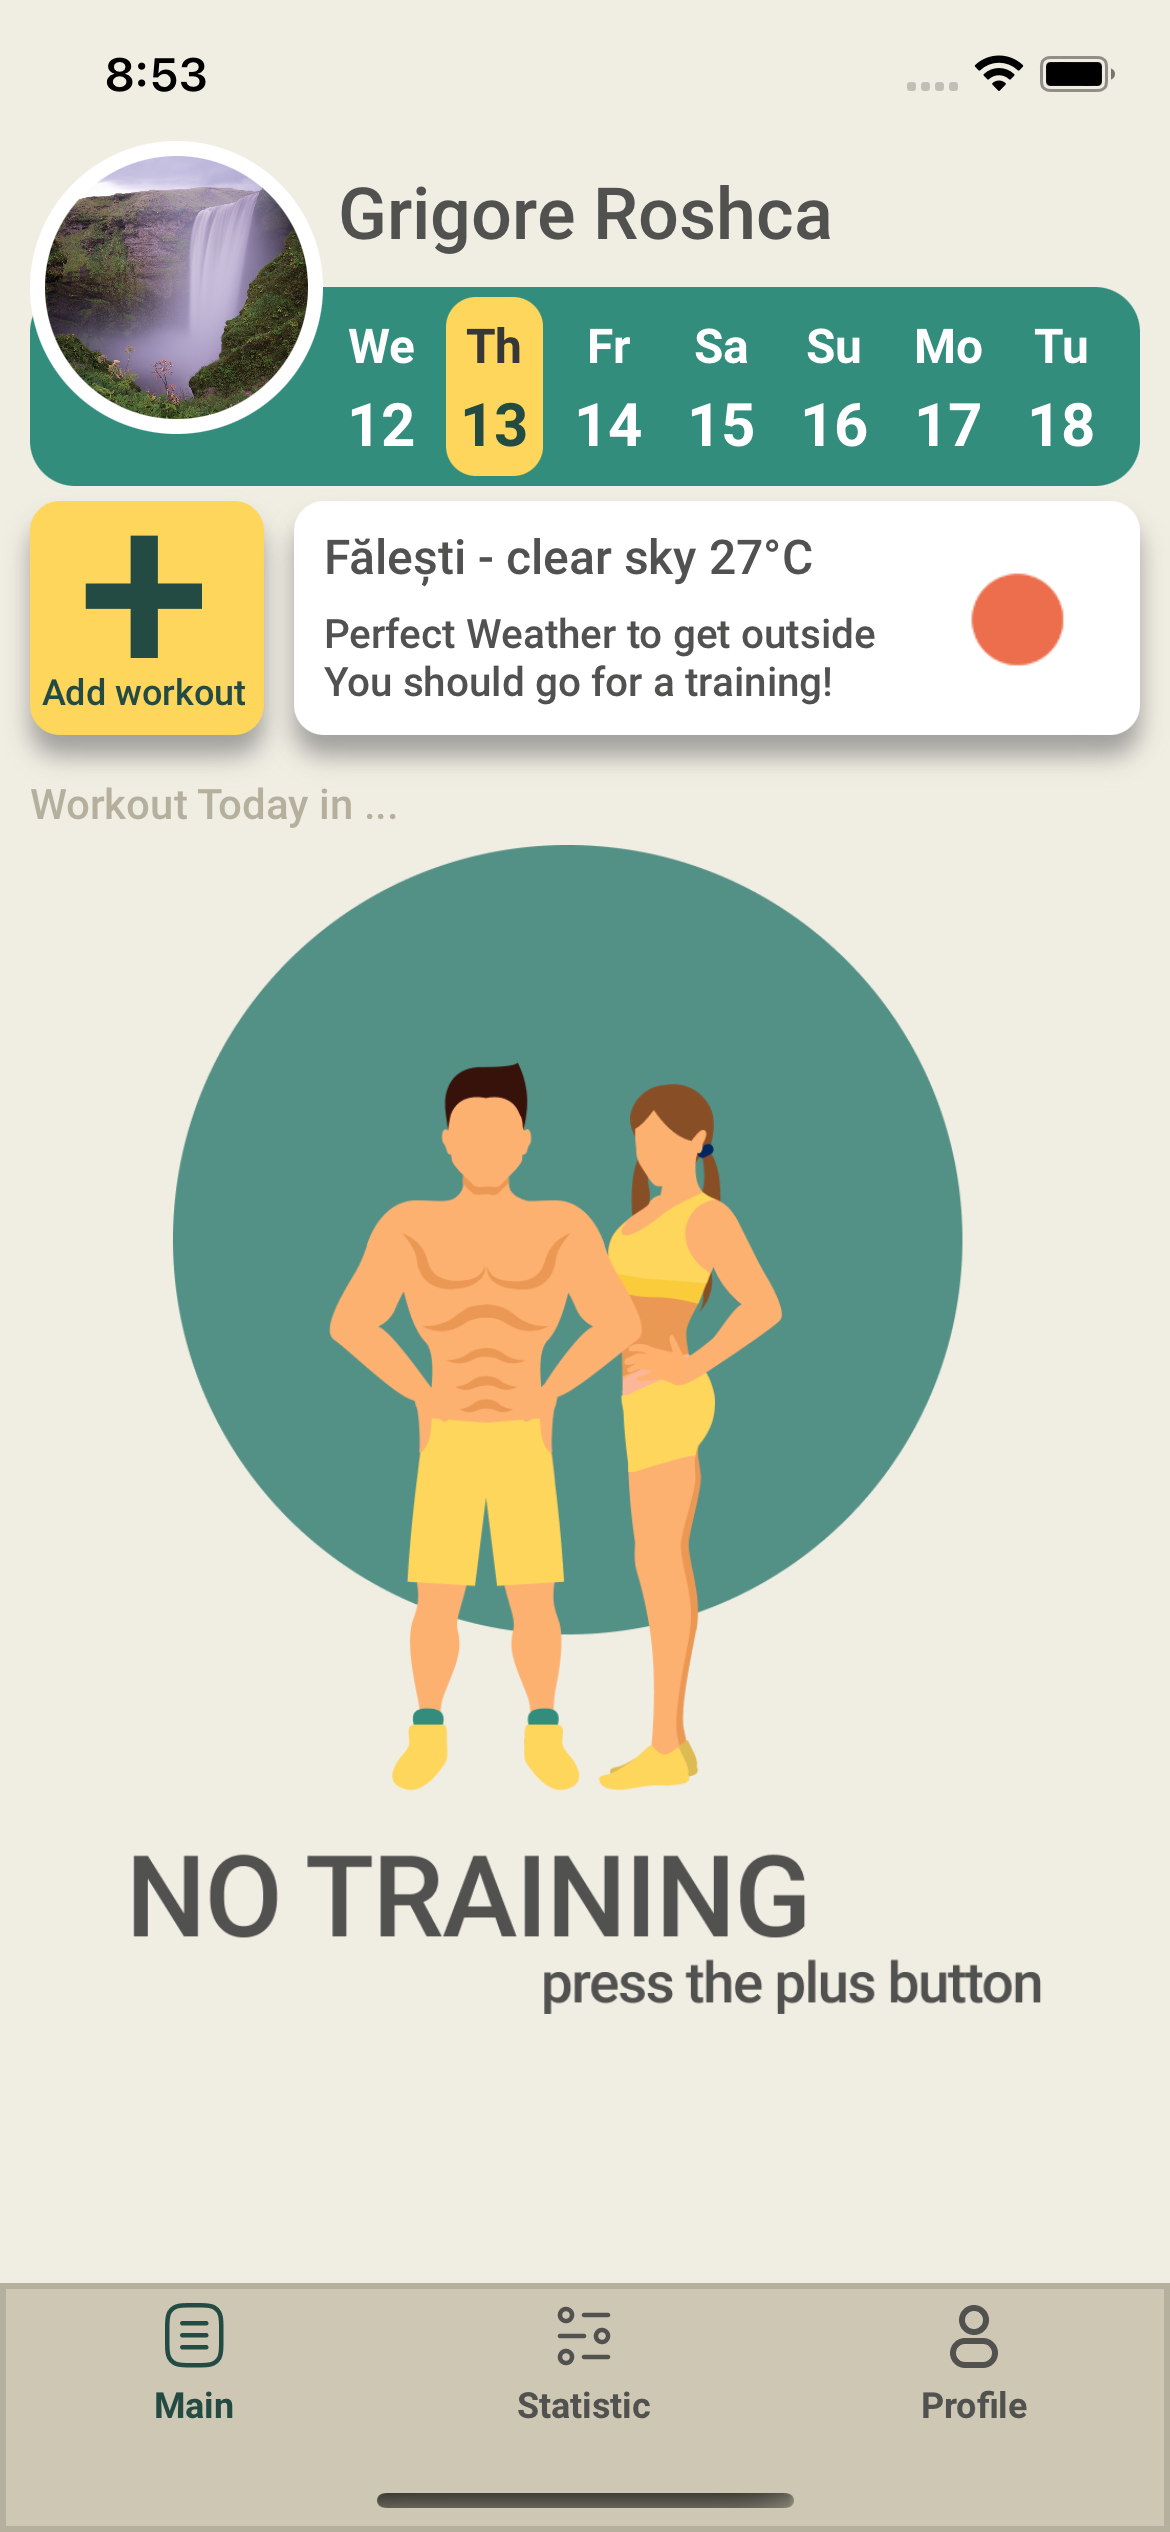 8:53
Grigore Roshca
We Th Fr Sa Su Mo Tu
12 13 14 15 16 17 18
Add workout
Fălești - clear sky 27°C
Perfect Weather to get outside
You should go for a training!
Workout Today in ...
NO TRAINING
press the plus button
Main Statistic Profile